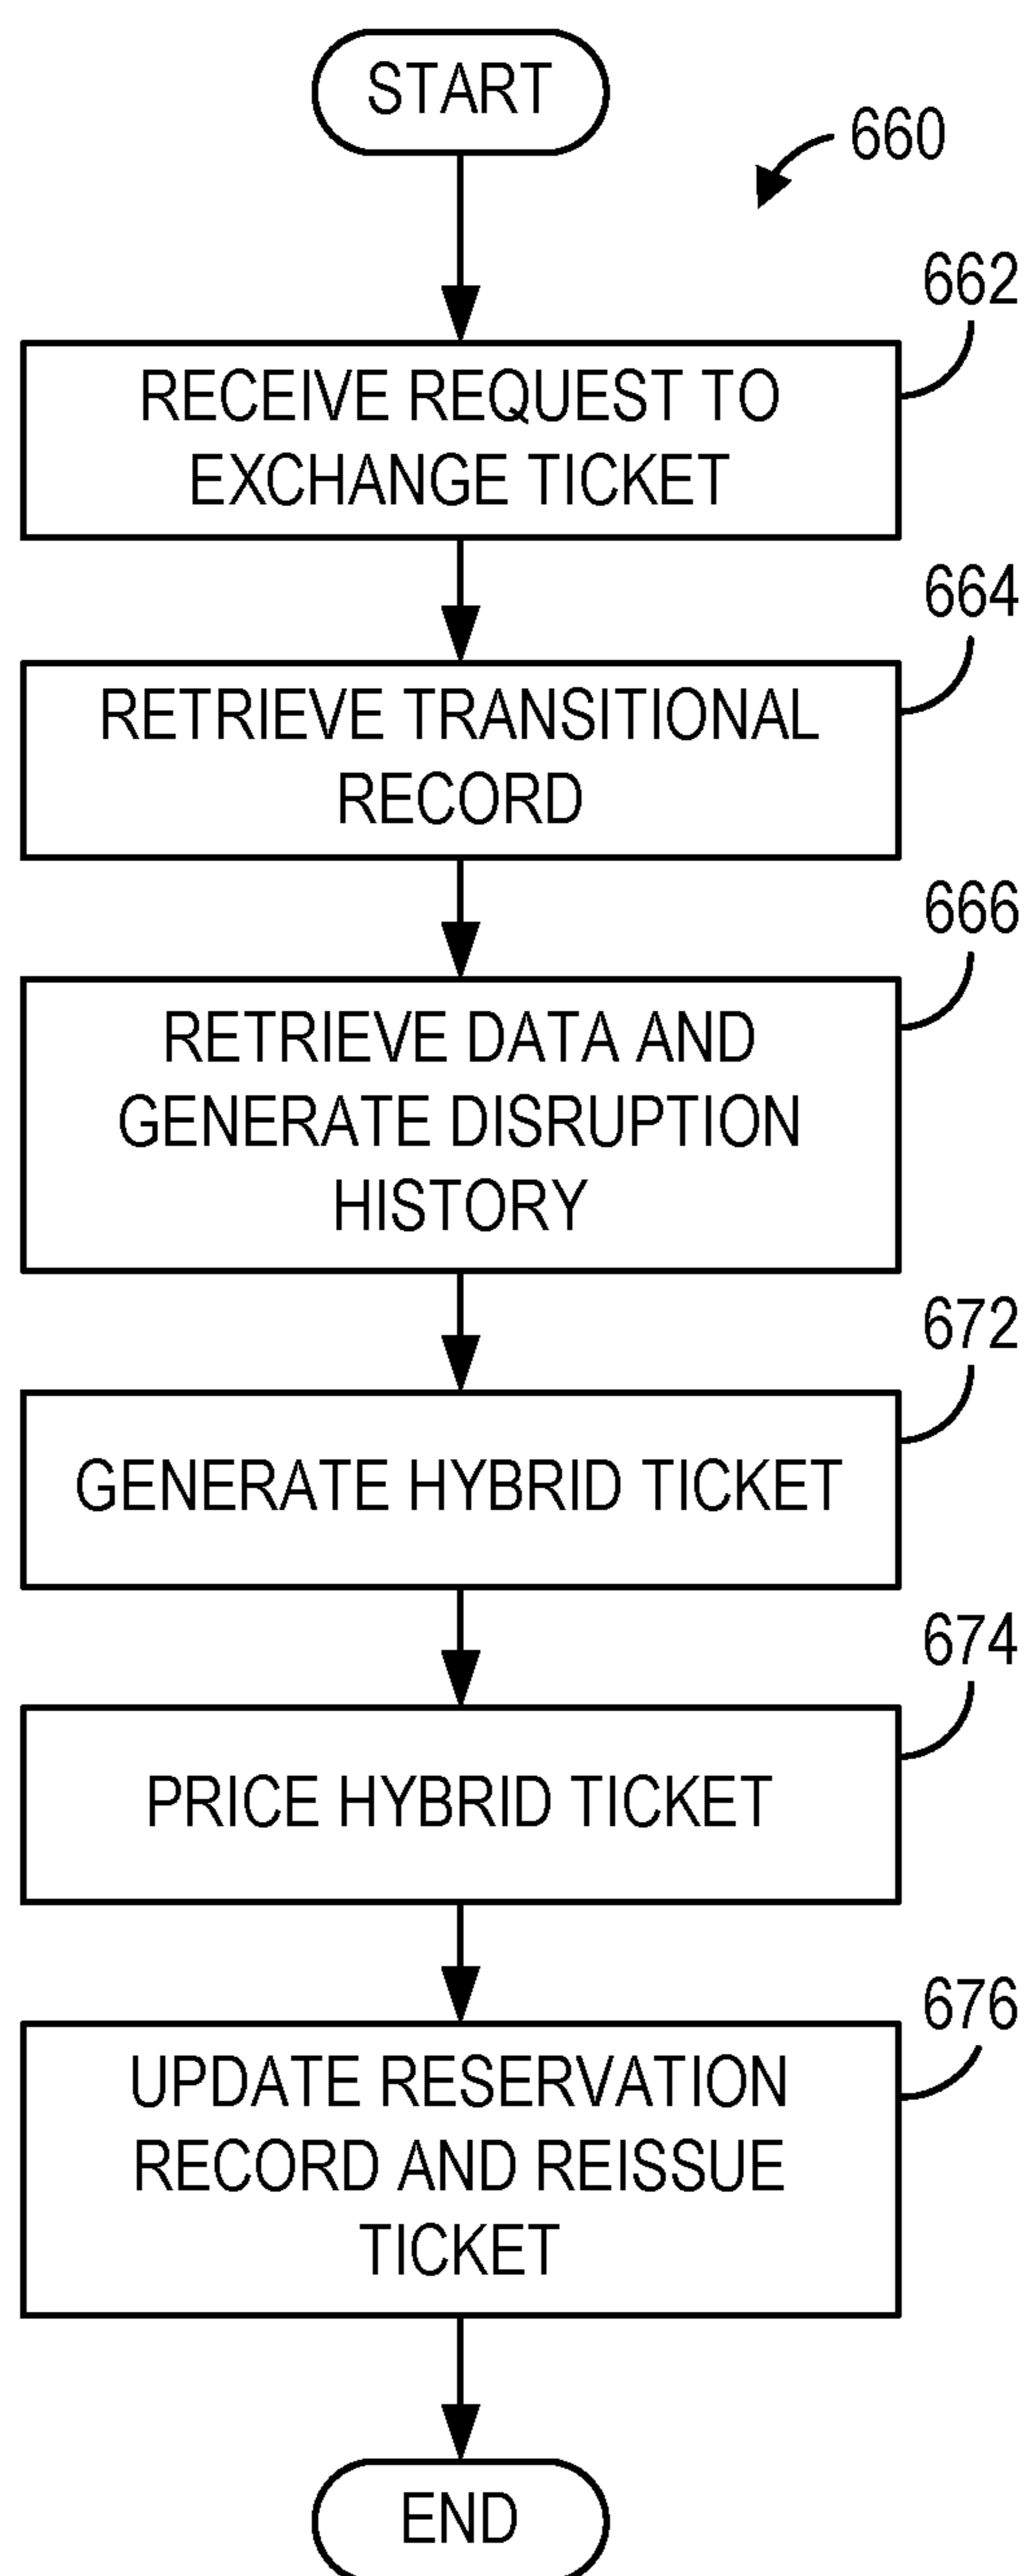 START
660
662
RECEIVE REQUEST TO
EXCHANGE TICKET
664
RETRIEVE TRANSITIONAL
RECORD
666
RETRIEVE DATA AND
GENERATE DISRUPTION
HISTORY
672
GENERATE HYBRID TICKET
674
PRICE HYBRID TICKET
676
UPDATE RESERVATION
RECORD AND REISSUE
TICKET
END